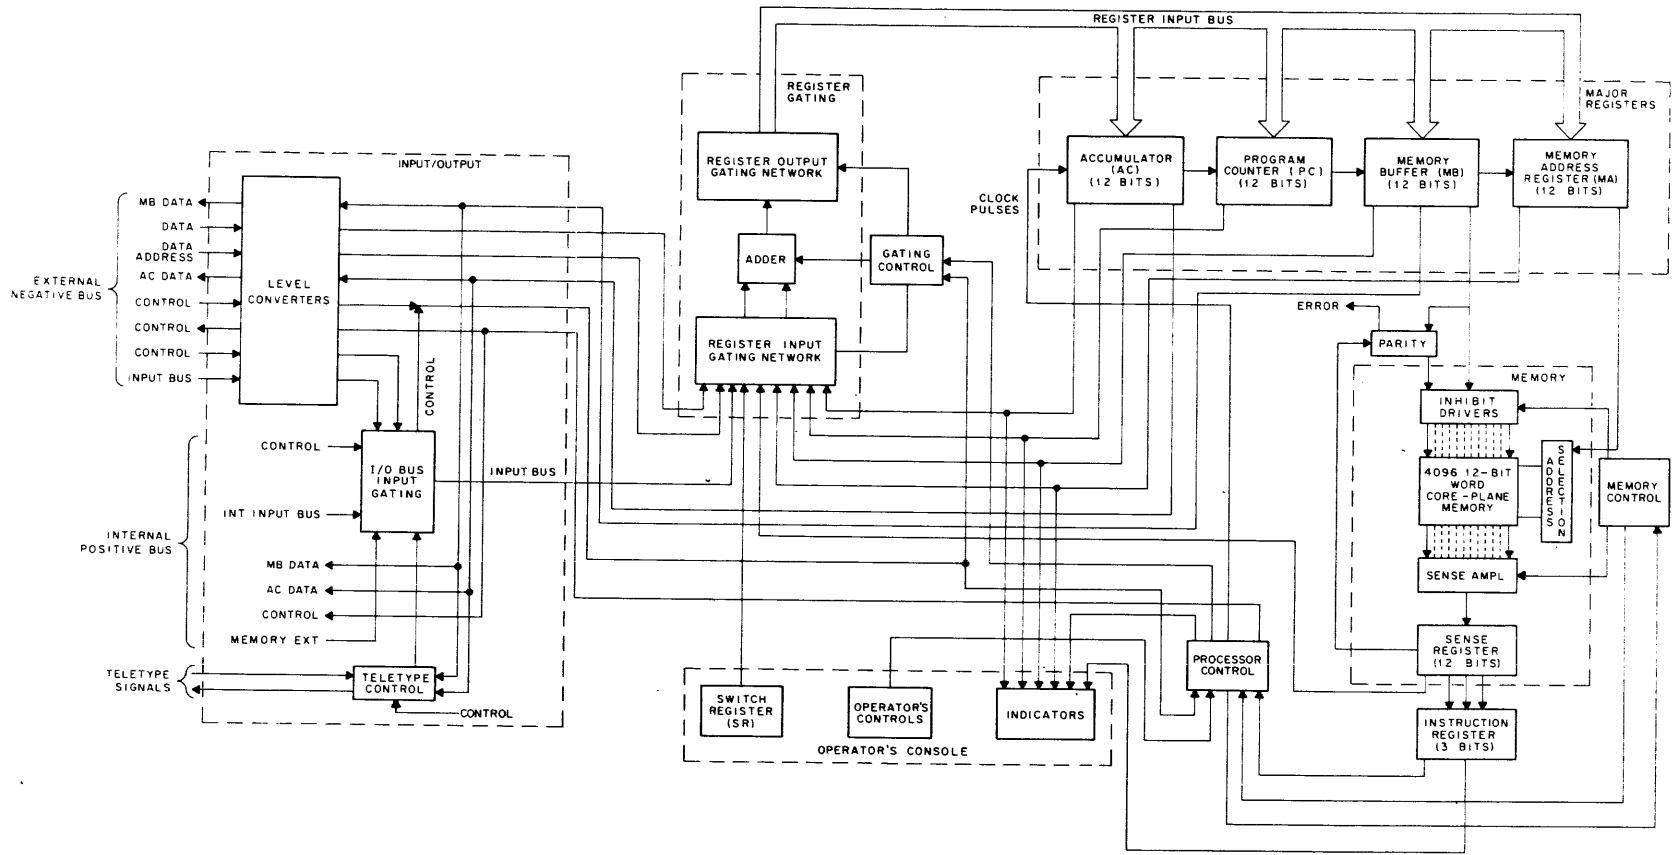 REGISTER INPUT BUS
REGISTER
GATING
MAJOR
REGISTERS
INPUT/OUTPUT
REGISTER OUTPUT
GATING NETWORK
ACCUMULATOR
(AC)
(12 BITS)
PROGRAM
COUNTER (PC)
(12 BITS)
MEMORY
BUFFER (MB)
(12 BITS)
MEMORY
ADDRESS
REGISTER (MA)
(12 BITS)
CLOCK
PULSES
EXTERNAL
NEGATIVE BUS
MB DATA
DATA
DATA
ADDRESS
AC DATA
CONTROL
CONTROL
CONTROL
INPUT BUS
LEVEL
CONVERTERS
ADDER
GATING
CONTROL
REGISTER INPUT
GATING NETWORK
ERROR
PARITY
MEMORY
INHIBIT
DRIVERS
4096 12-BIT
WORD
CORE-PLANE
MEMORY
ADDRESS
SELECTION
MEMORY
CONTROL
SENSE AMPL
SENSE
REGISTER
(12 BITS)
INSTRUCTION
REGISTER
(3 BITS)
CONTROL
INTERNAL
POSITIVE BUS
CONTROL
I/O BUS
INPUT
GATING
INPUT BUS
INT INPUT BUS
MB DATA
AC DATA
CONTROL
MEMORY EXT
TELETYPE
SIGNALS
TELETYPE
CONTROL
CONTROL
SWITCH
REGISTER
(SR)
OPERATOR'S
CONTROLS
INDICATORS
OPERATOR'S CONSOLE
PROCESSOR
CONTROL